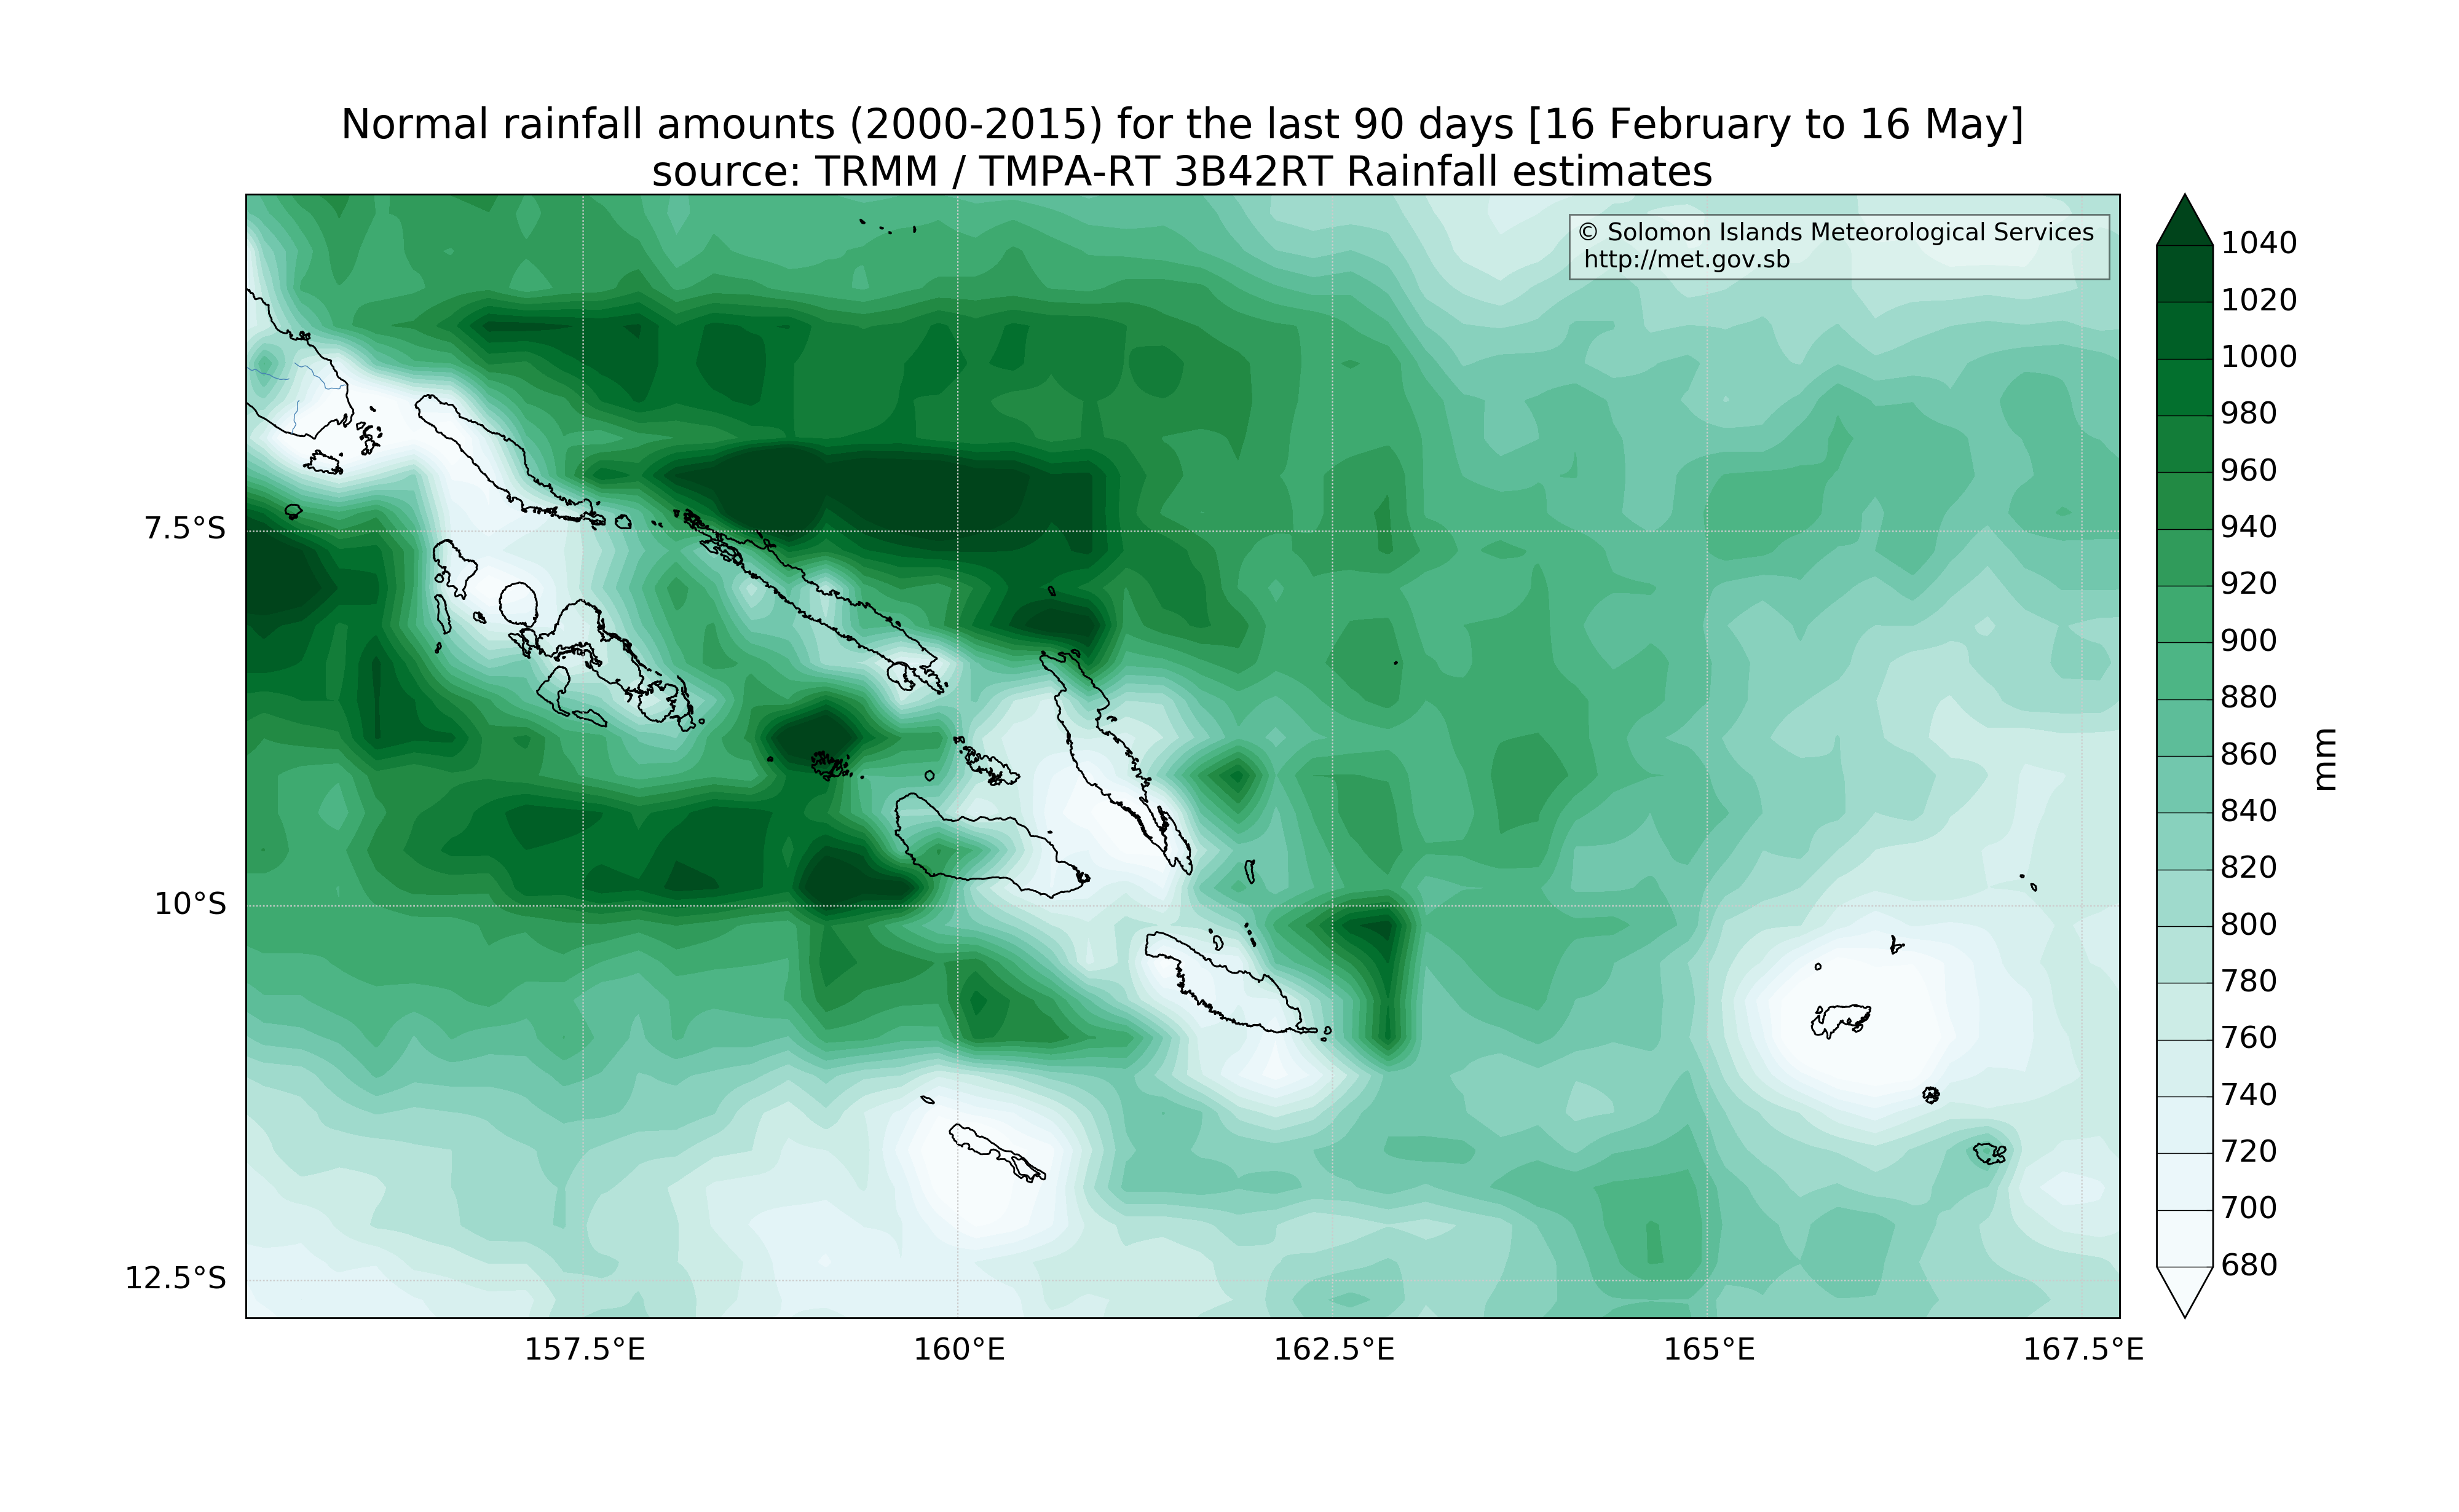 Normal rainfall amounts (2000-2015) for the last 90 days [16 February to 16 May]
source: TRMM / TMPA-RT 3B42RT Rainfall estimates
© Solomon Islands Meteorological Services
http://met.gov.sb
7.5°S
10°S
12.5°S
157.5°E
160°E
162.5°E
165°E
167.5°E
1040
1020
1000
980
960
940
920
900
880
860
840
820
800
780
760
740
720
700
680
mm